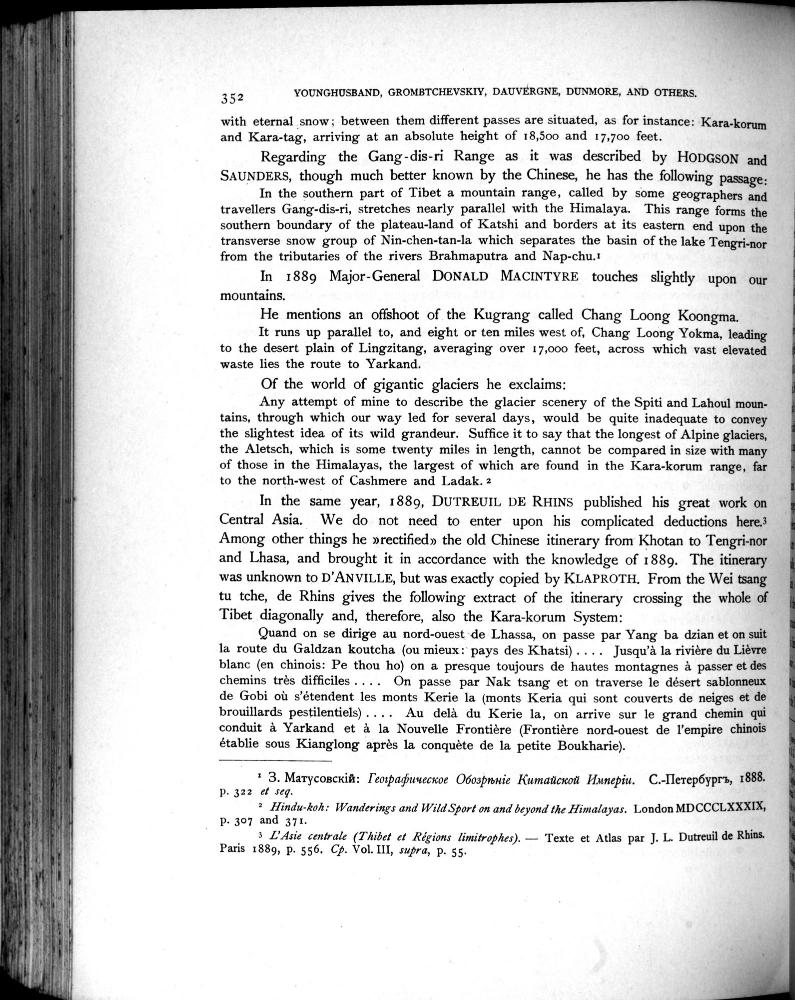 352 YOUNGHUSBAND, GROMBTCHEVSKIY, DAUVERGNE, DUNMORE, AND OTHERS.
with eternal snow; between them different passes are situated, as for instance: Kara-korum
and Kara-tag, arriving at an absolute height of 18,500 and 17,700 feet.
Regarding the Gang-dis-ri Range as it was described by HODGSON and
SAUNDERS, though much better known by the Chinese, he has the following passage:
In the southern part of Tibet a mountain range, called by some geographers and
travellers Gang-dis-ri, stretches nearly parallel with the Himalaya. This range forms the
southern boundary of the plateau-land of Katshi and borders at its eastern end upon the
transverse snow group of Nin-chen-tan-la which separates the basin of the lake Tengri-nor
from the tributaries of the rivers Brahmaputra and Nap-chu.¹
In 1889 Major-General DONALD MACINTYRE touches slightly upon our
mountains.
He mentions an offshoot of the Kugrang called Chang Loong Koongma.
It runs up parallel to, and eight or ten miles west of, Chang Loong Yokma, leading
to the desert plain of Lingzitang, averaging over 17,000 feet, across which vast elevated
waste lies the route to Yarkand.
Of the world of gigantic glaciers he exclaims:
Any attempt of mine to describe the glacier scenery of the Spiti and Lahoul moun-
tains, through which our way led for several days, would be quite inadequate to convey
the slightest idea of its wild grandeur. Suffice it to say that the longest of Alpine glaciers,
the Aletsch, which is some twenty miles in length, cannot be compared in size with many
of those in the Himalayas, the largest of which are found in the Kara-korum range, far
to the north-west of Cashmere and Ladak. ²
In the same year, 1889, DUTREUIL DE RHINS published his great work on
Central Asia. We do not need to enter upon his complicated deductions here.³
Among other things he »rectified» the old Chinese itinerary from Khotan to Tengri-nor
and Lhasa, and brought it in accordance with the knowledge of 1889. The itinerary
was unknown to D'ANVILLE, but was exactly copied by KLAPROTH. From the Wei tsang
tu tche, de Rhins gives the following extract of the itinerary crossing the whole of
Tibet diagonally and, therefore, also the Kara-korum System:
Quand on se dirige au nord-ouest de Lhassa, on passe par Yang ba dzian et on suit
la route du Galdzan koutcha (ou mieux: pays des Khatsi) .... Jusqu'à la rivière du Lièvre
blanc (en chinois: Pe thou ho) on a presque toujours de hautes montagnes à passer et des
chemins très difficiles .... On passe par Nak tsang et on traverse le désert sablonneux
de Gobi où s'étendent les monts Kerie la (monts Keria qui sont couverts de neiges et de
brouillards pestilentiels) .... Au delà du Kerie la, on arrive sur le grand chemin qui
conduit à Yarkand et à la Nouvelle Frontière (Frontière nord-ouest de l'empire chinois
établie sous Kianglong après la conquète de la petite Boukharie).
¹ З. Матусовскій: Географическое Обозрѣніе Китайской Имперіи. С.-Петербургъ, 1888.
p. 322 et seq.
² Hindu-koh: Wanderings and Wild Sport on and beyond the Himalayas. London MDCCCLXXXIX,
p. 307 and 371.
³ L'Asie centrale (Thibet et Régions limitrophes). — Texte et Atlas par J. L. Dutreuil de Rhins.
Paris 1889, p. 556. Cp. Vol. III, supra, p. 55.